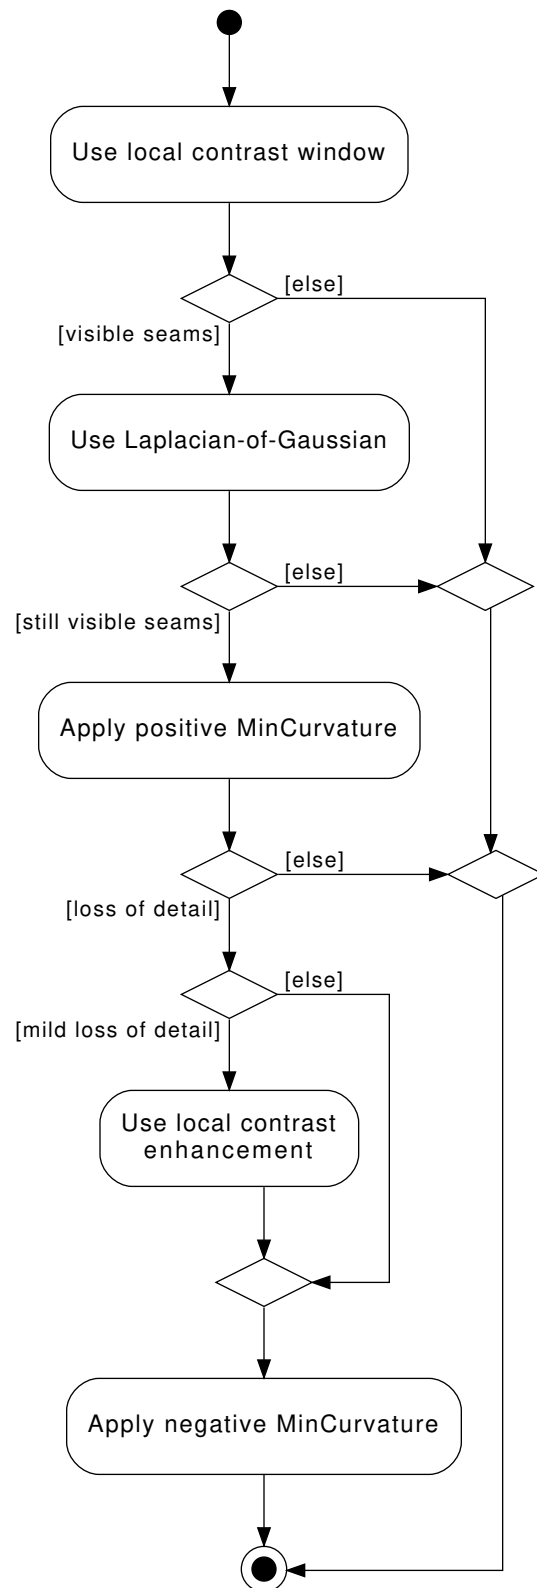 Use local contrast window
[else]
[visible seams]
Use Laplacian-of-Gaussian
[else]
[still visible seams]
Apply positive MinCurvature
[else]
[loss of detail]
[else]
[mild loss of detail]
Use local contrast
enhancement
Apply negative MinCurvature